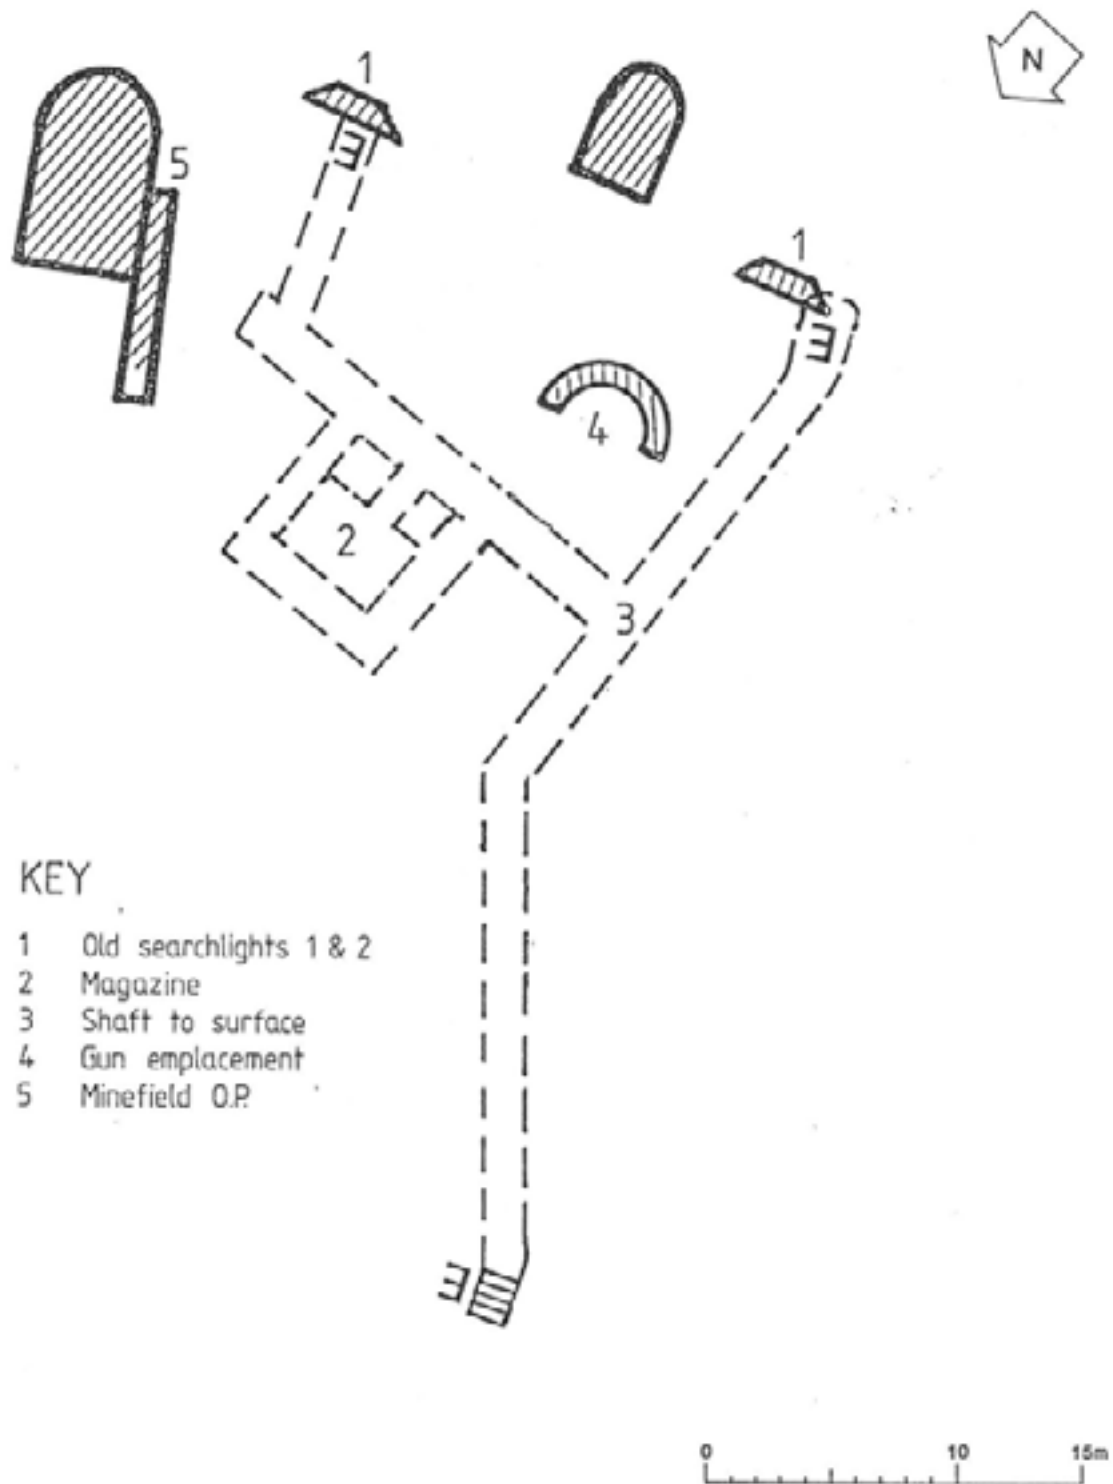 1
N
5
1
4
2
3
KEY
1 Old searchlights 1 & 2
2 Magazine
3 Shaft to surface
4 Gun emplacement
5 Minefield O.P.
0 10 15m